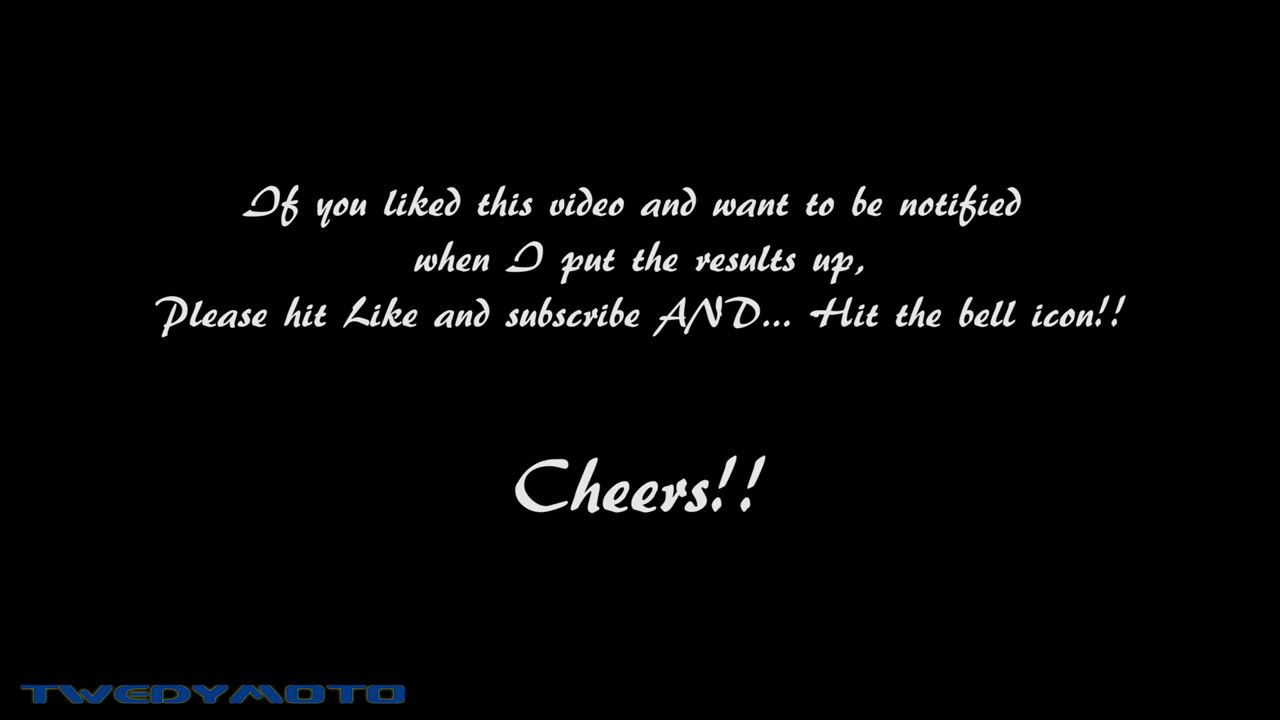 If you liked this video and want to be notified
when I put the results up,
Please hit Like and subscribe AND... Hit the bell icon!!
Cheers!!
TWEDYMOTO